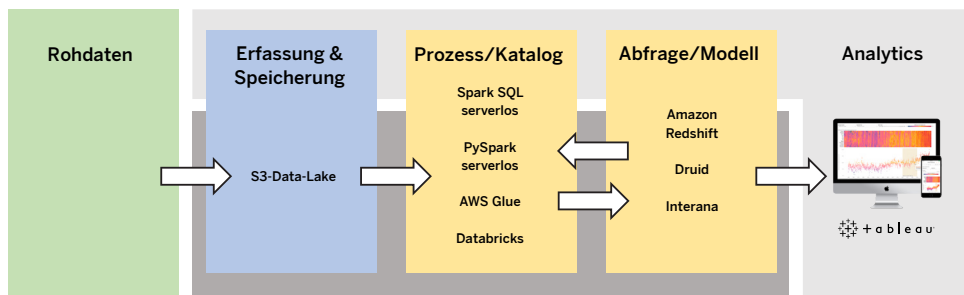 Rohdaten
Erfassung &
Speicherung
S3-Data-Lake
Prozess/Katalog
Spark SQL
serverlos
PySpark
serverlos
AWS Glue
Databricks
Abfrage/Modell
Amazon
Redshift
Druid
Interana
Analytics
+ableau